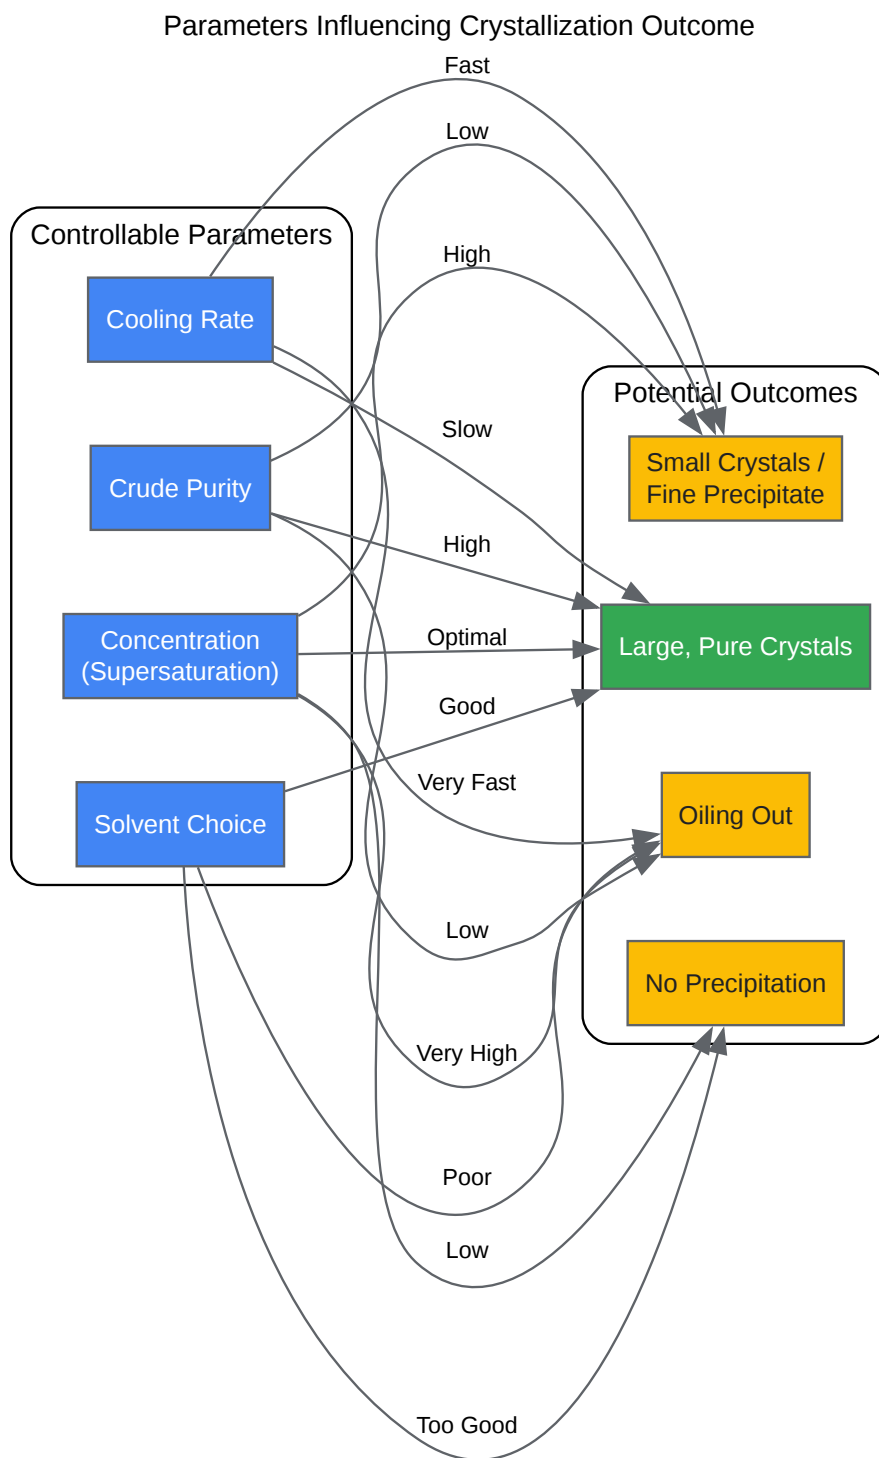 Parameters Influencing Crystallization Outcome
Fast
Low
High
Controllable Parameters
Cooling Rate
Crude Purity
Concentration
(Supersaturation)
Solvent Choice
Slow
High
Optimal
Good
Very Fast
Low
Very High
Poor
Low
Too Good
Potential Outcomes
Small Crystals /
Fine Precipitate
Large, Pure Crystals
Oiling Out
No Precipitation